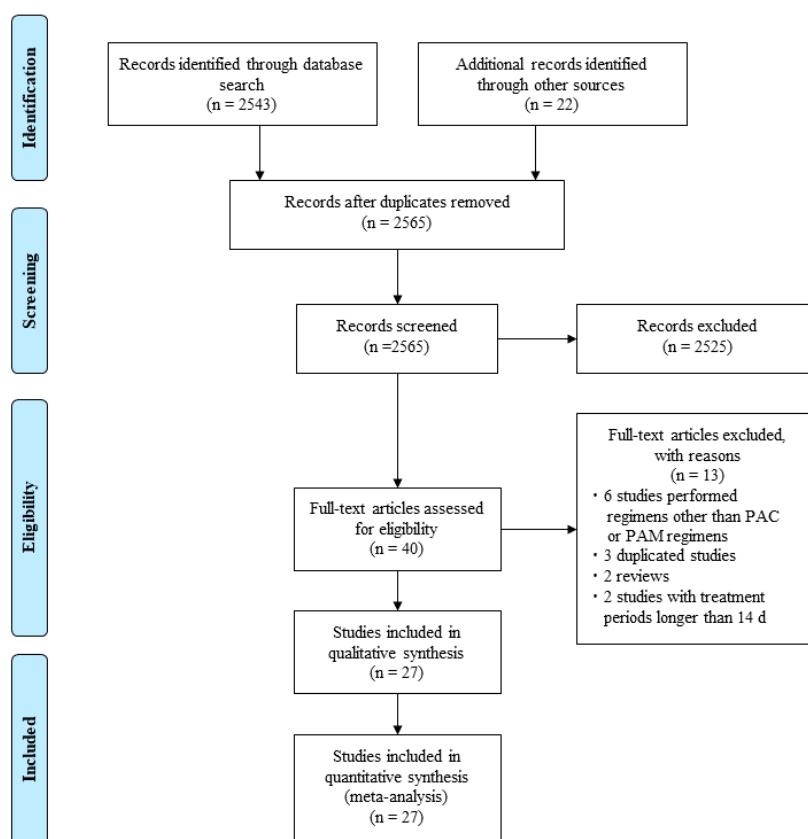 Identification
Records identified through database
search
(n = 2543)
Additional records identified
through other sources
(n = 22)
Records after duplicates removed
(n = 2565)
Screening
Records screened
(n =2565)
Records excluded
(n = 2525)
Eligibility
Full-text articles assessed
for eligibility
(n = 40)
Full-text articles excluded,
with reasons
(n = 13)
・6 studies performed
regimens other than PAC
or PAM regimens
・3 duplicated studies
・2 reviews
・2 studies with treatment
periods longer than 14 d
Studies included in
qualitative synthesis
(n = 27)
Included
Studies included in
quantitative synthesis
(meta-analysis)
(n = 27)